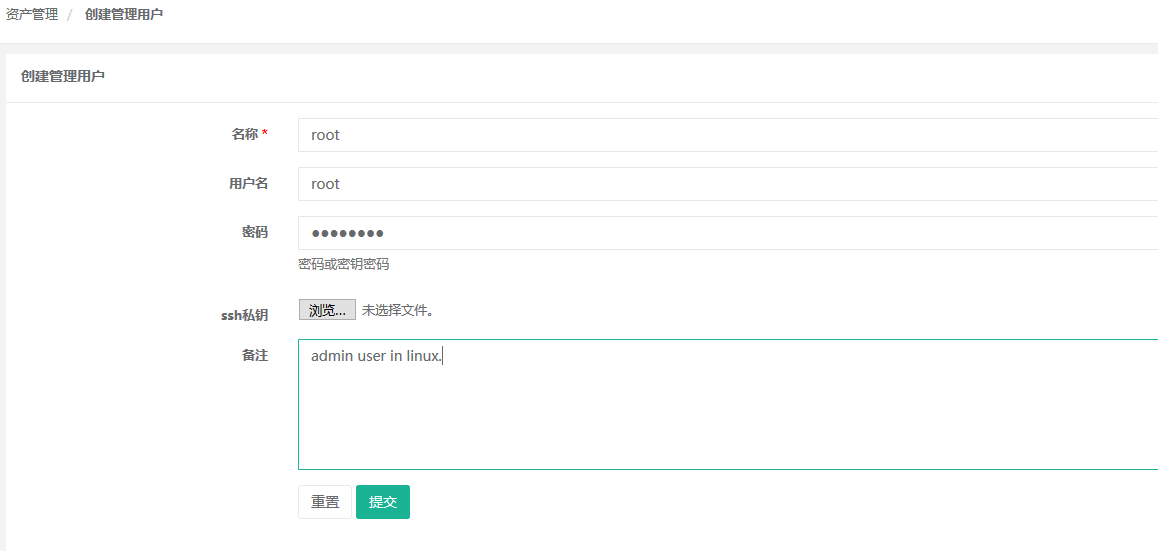 资产管理 / 创建管理用户
创建管理用户
名称 * root
用户名 root
密码 ●●●●●●●●
密码或密钥密码
ssh私钥 浏览... 未选择文件。
备注 admin user in linux.
重置 提交